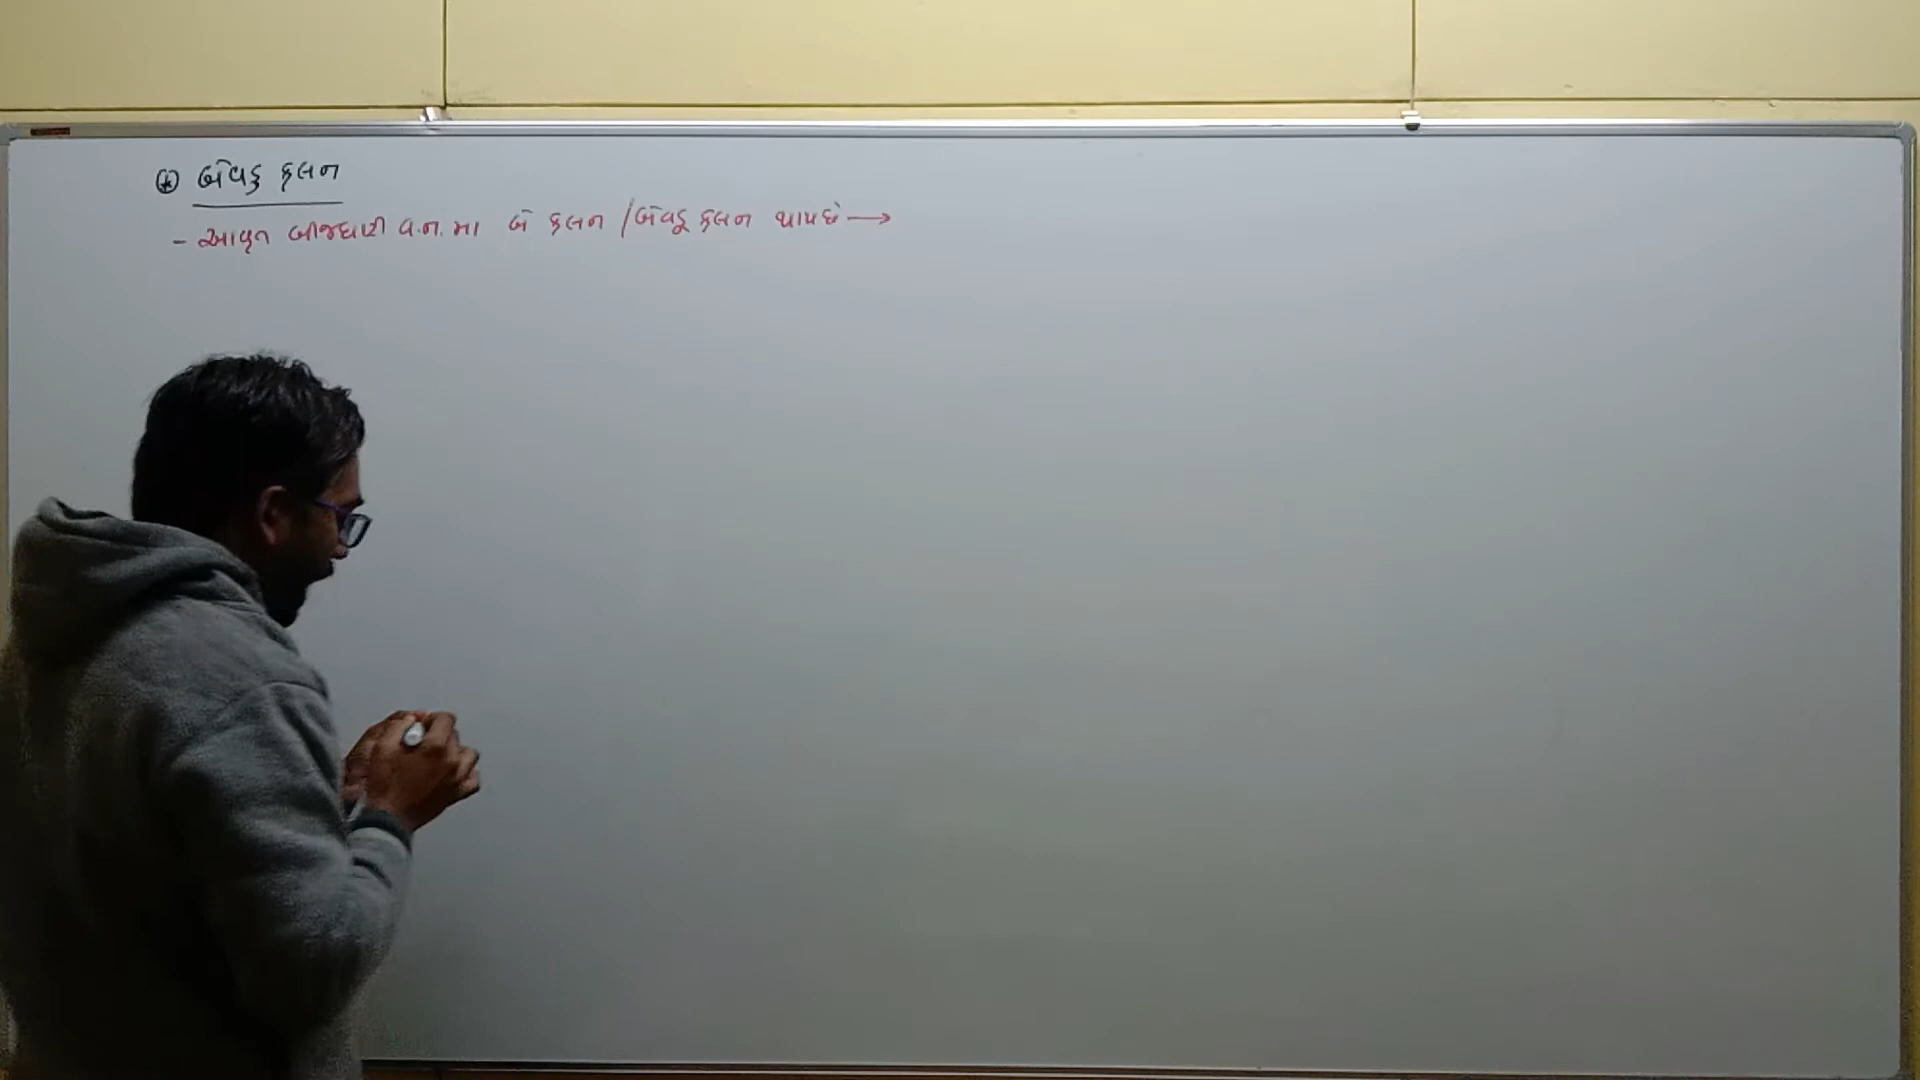 ⊛ બેવડુ ફલન
- આવૃત બીજધારી વ.ન. મા બે ફલન / બેવડુ ફલન થાય છે →